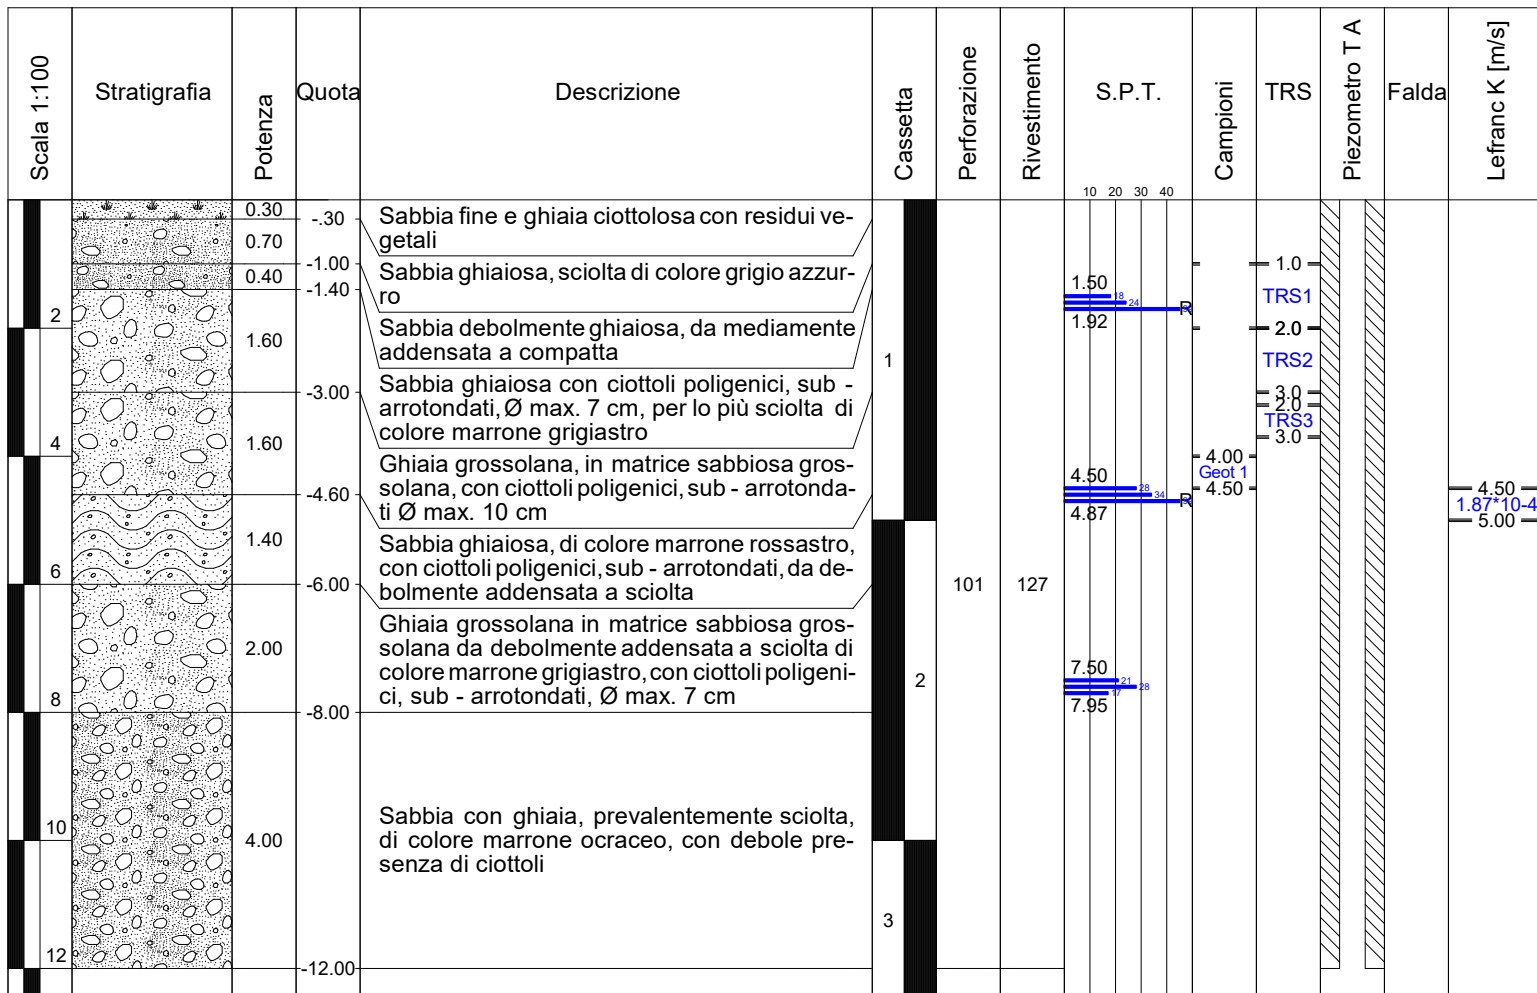 Scala 1:100
Stratigrafia
Potenza
Quota
Descrizione
Cassetta
Perforazione
Rivestimento
S.P.T.
Campioni
TRS
Piezometro T A
Falda
Lefranc K [m/s]
10 20 30 40
0.30
-.30
Sabbia fine e ghiaia ciottolosa con residui ve-
getali
0.70
-1.00
Sabbia ghiaiosa, sciolta di colore grigio azzur-
ro
0.40
-1.40
Sabbia debolmente ghiaiosa, da mediamente
addensata a compatta
1.60
-3.00
Sabbia ghiaiosa con ciottoli poligenici, sub -
arrotondati, Ø max. 7 cm, per lo più sciolta di
colore marrone grigiastro
1.60
-4.60
Ghiaia grossolana, in matrice sabbiosa gros-
solana, con ciottoli poligenici, sub - arrotonda-
ti Ø max. 10 cm
1.40
-6.00
Sabbia ghiaiosa, di colore marrone rossastro,
con ciottoli poligenici, sub - arrotondati, da de-
bolmente addensata a sciolta
2.00
-8.00
Ghiaia grossolana in matrice sabbiosa gros-
solana da debolmente addensata a sciolta di
colore marrone grigiastro, con ciottoli poligeni-
ci, sub - arrotondati, Ø max. 7 cm
4.00
-12.00
Sabbia con ghiaia, prevalentemente sciolta,
di colore marrone ocraceo, con debole pre-
senza di ciottoli
2
4
6
8
10
12
1
2
3
101
127
1.50
18
24
R
1.92
4.50
28
34
R
4.87
7.50
21
28
17
7.95
4.00
Geot 1
4.50
1.0
TRS1
2.0
TRS2
3.0
2.0
TRS3
3.0
4.50
1.87*10-4
5.00